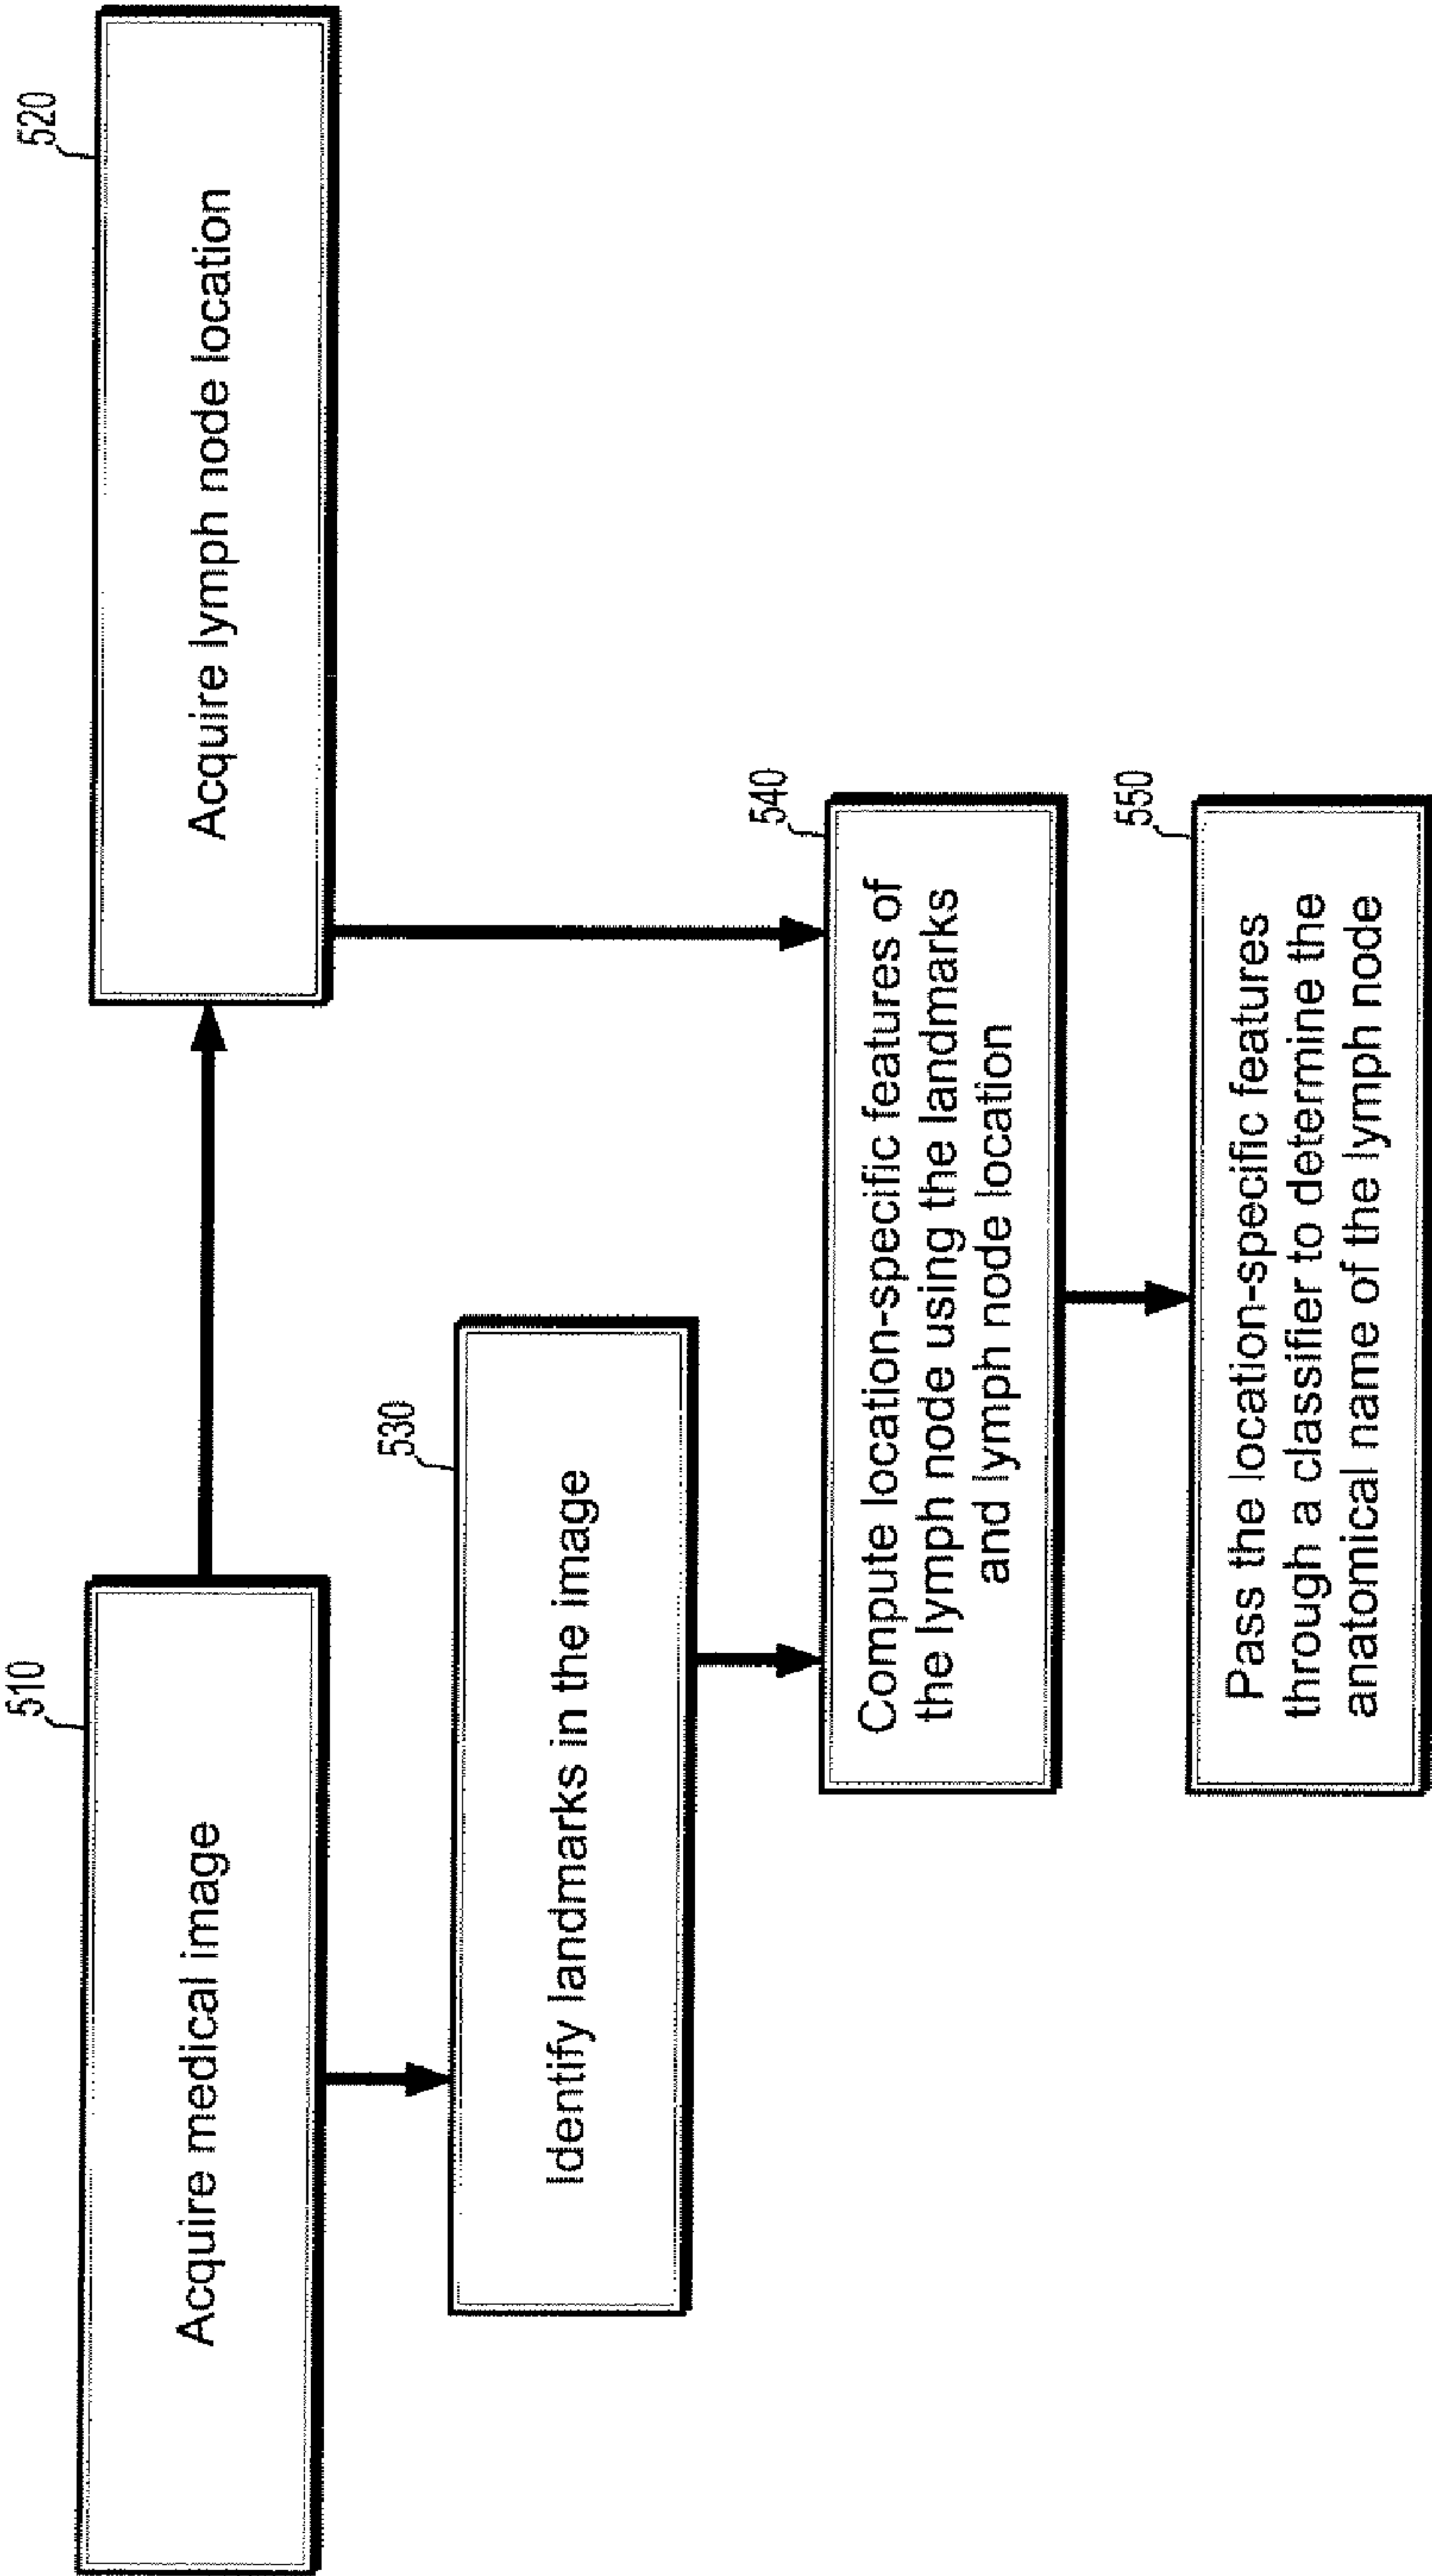 510
Acquire medical image
520
Acquire lymph node location
530
Identify landmarks in the image
540
Compute location-specific features of
the lymph node using the landmarks
and lymph node location
550
Pass the location-specific features
through a classifier to determine the
anatomical name of the lymph node